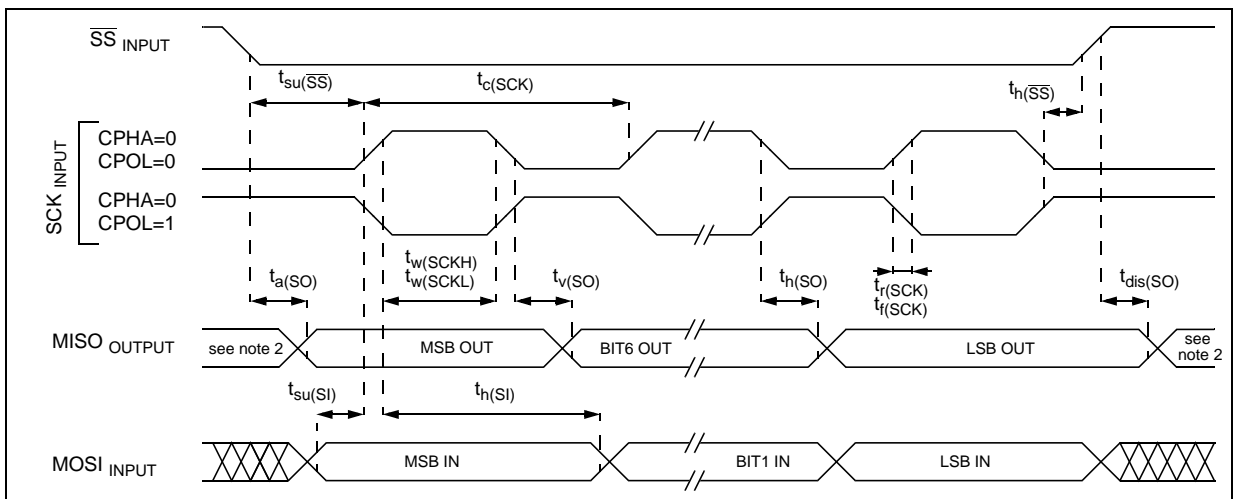 SS INPUT
tsu(SS)
tc(SCK)
th(SS)
SCK INPUT
CPHA=0
CPOL=0
CPHA=0
CPOL=1
ta(SO)
tw(SCKH)
tw(SCKL)
tv(SO)
th(SO)
tr(SCK)
tf(SCK)
tdis(SO)
MISO OUTPUT
see note 2
MSB OUT
BIT6 OUT
LSB OUT
see
note 2
tsu(SI)
th(SI)
MOSI INPUT
MSB IN
BIT1 IN
LSB IN